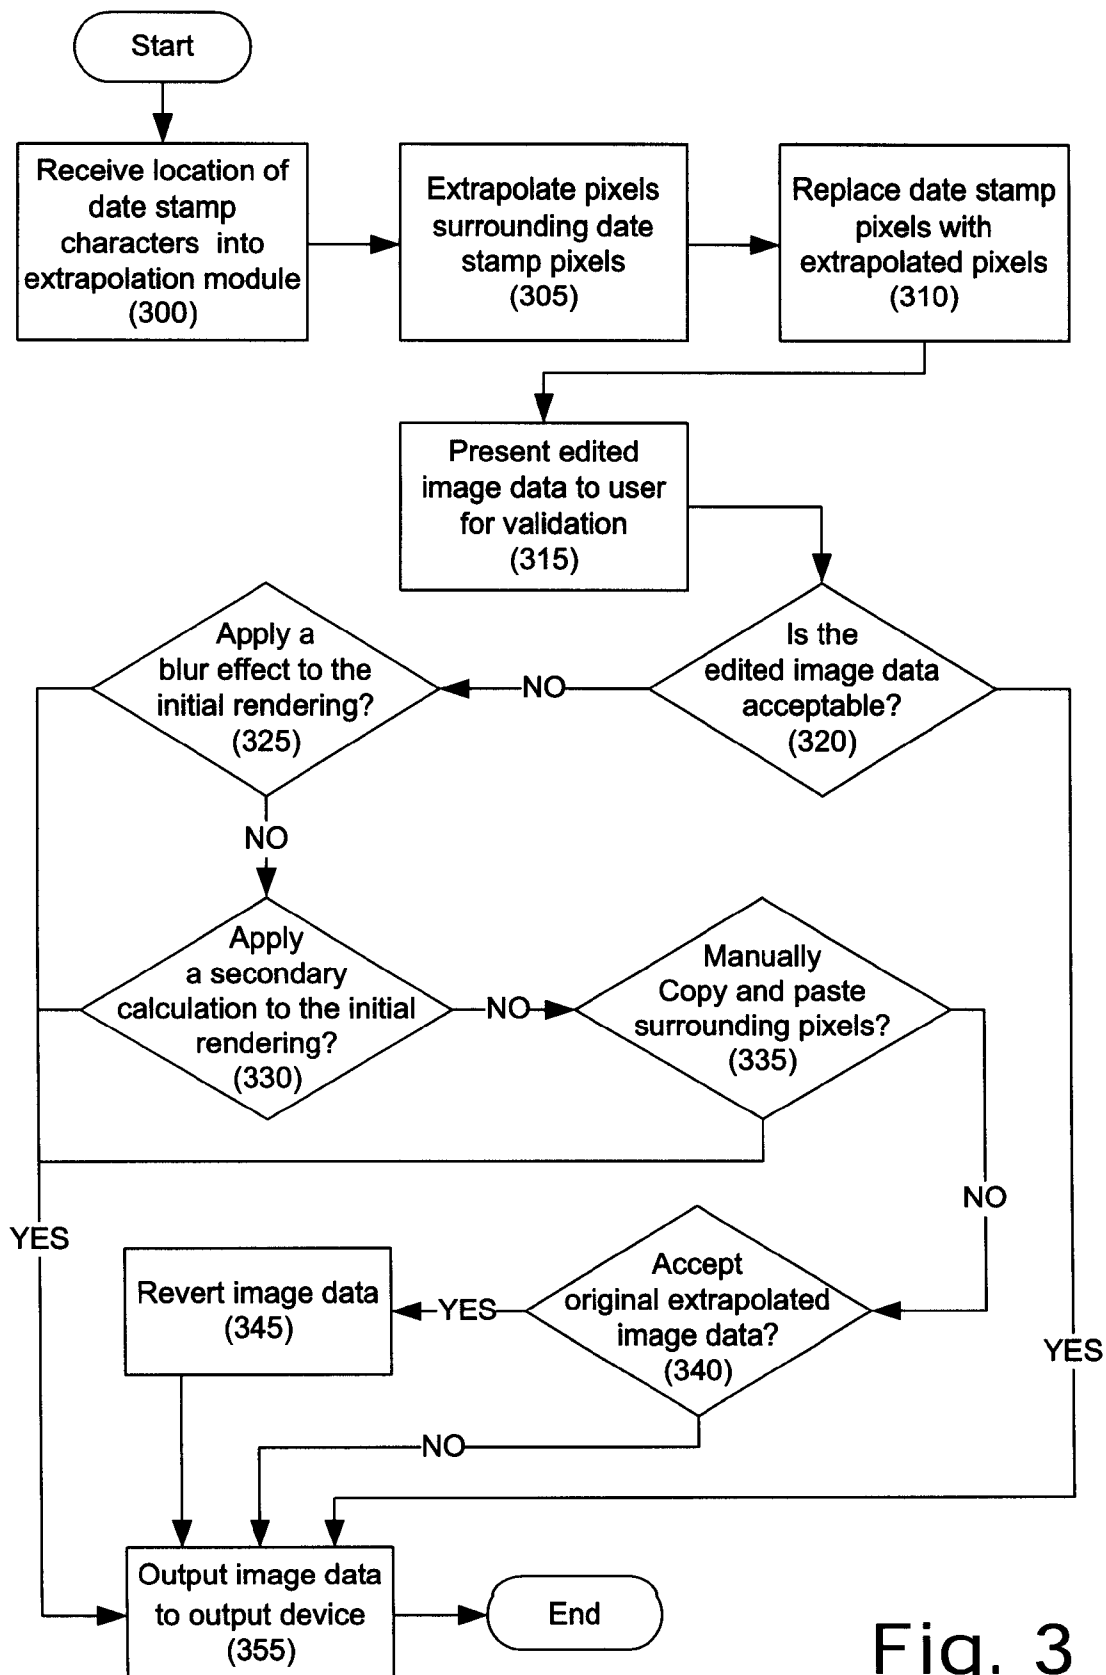 Start
Receive location of
date stamp
characters into
extrapolation module
(300)
Extrapolate pixels
surrounding date
stamp pixels
(305)
Replace date stamp
pixels with
extrapolated pixels
(310)
Present edited
image data to user
for validation
(315)
Is the
edited image data
acceptable?
(320)
NO
Apply a
blur effect to the
initial rendering?
(325)
NO
Apply
a secondary
calculation to the initial
rendering?
(330)
NO
Manually
Copy and paste
surrounding pixels?
(335)
NO
YES
Accept
original extrapolated
image data?
(340)
YES
Revert image data
(345)
YES
NO
Output image data
to output device
(355)
End
Fig. 3